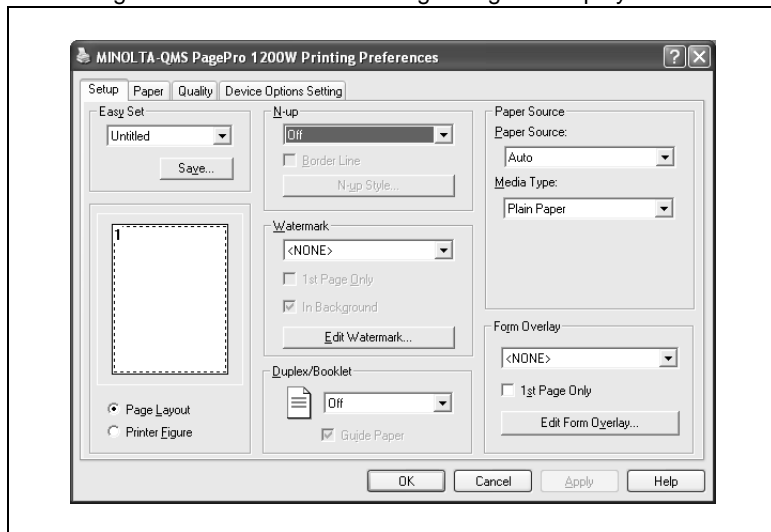 MINOLTA-QMS PagePro 1200W Printing Preferences
Setup Paper Quality Device Options Setting
Easy Set
Untitled
Save...
1
Page Layout
Printer Figure
N-up
Off
Border Line
N-up Style...
Watermark
<NONE>
1st Page Only
In Background
Edit Watermark...
Duplex/Booklet
Off
Guide Paper
Paper Source
Paper Source:
Auto
Media Type:
Plain Paper
Form Overlay
<NONE>
1st Page Only
Edit Form Overlay...
OK Cancel Apply Help